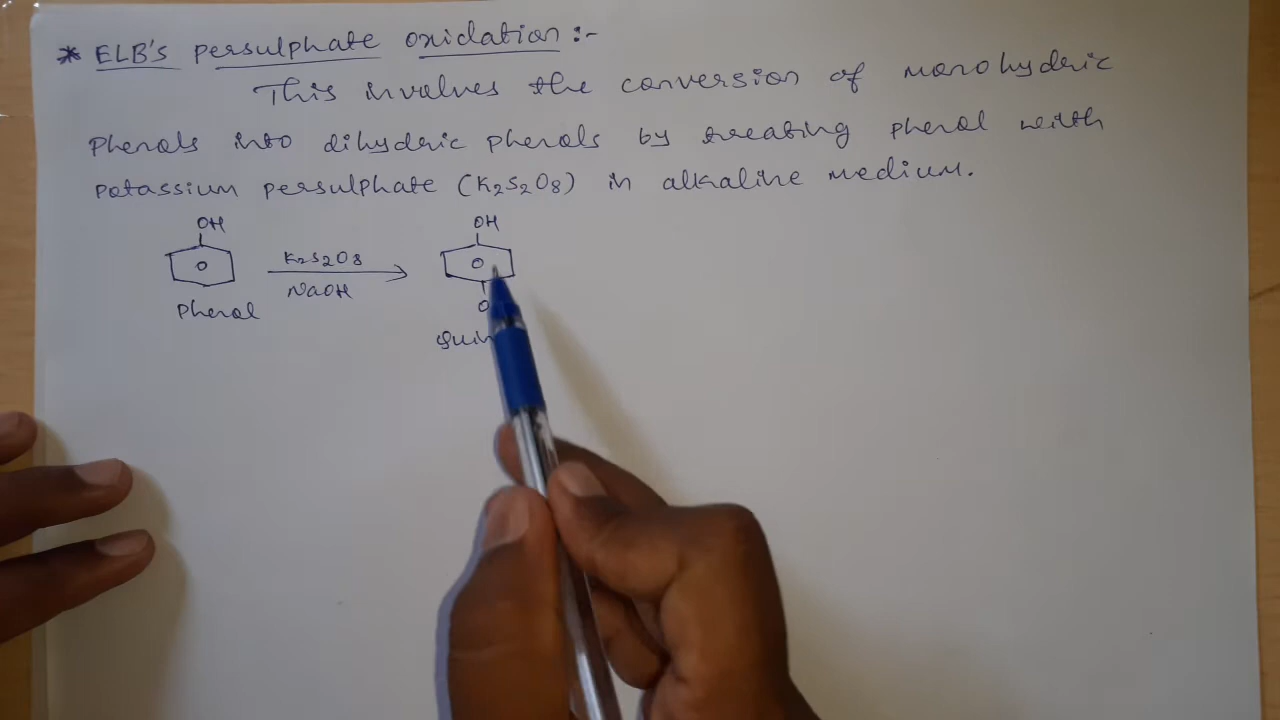 * ELB's persulphate oxidation :-
This involves the conversion of monohydric
Phenols into dihydric phenols by treating phenol with
potassium persulphate (K2S2O8) in alkaline medium.
OH OH
K2S2O8
NaOH
Phenol